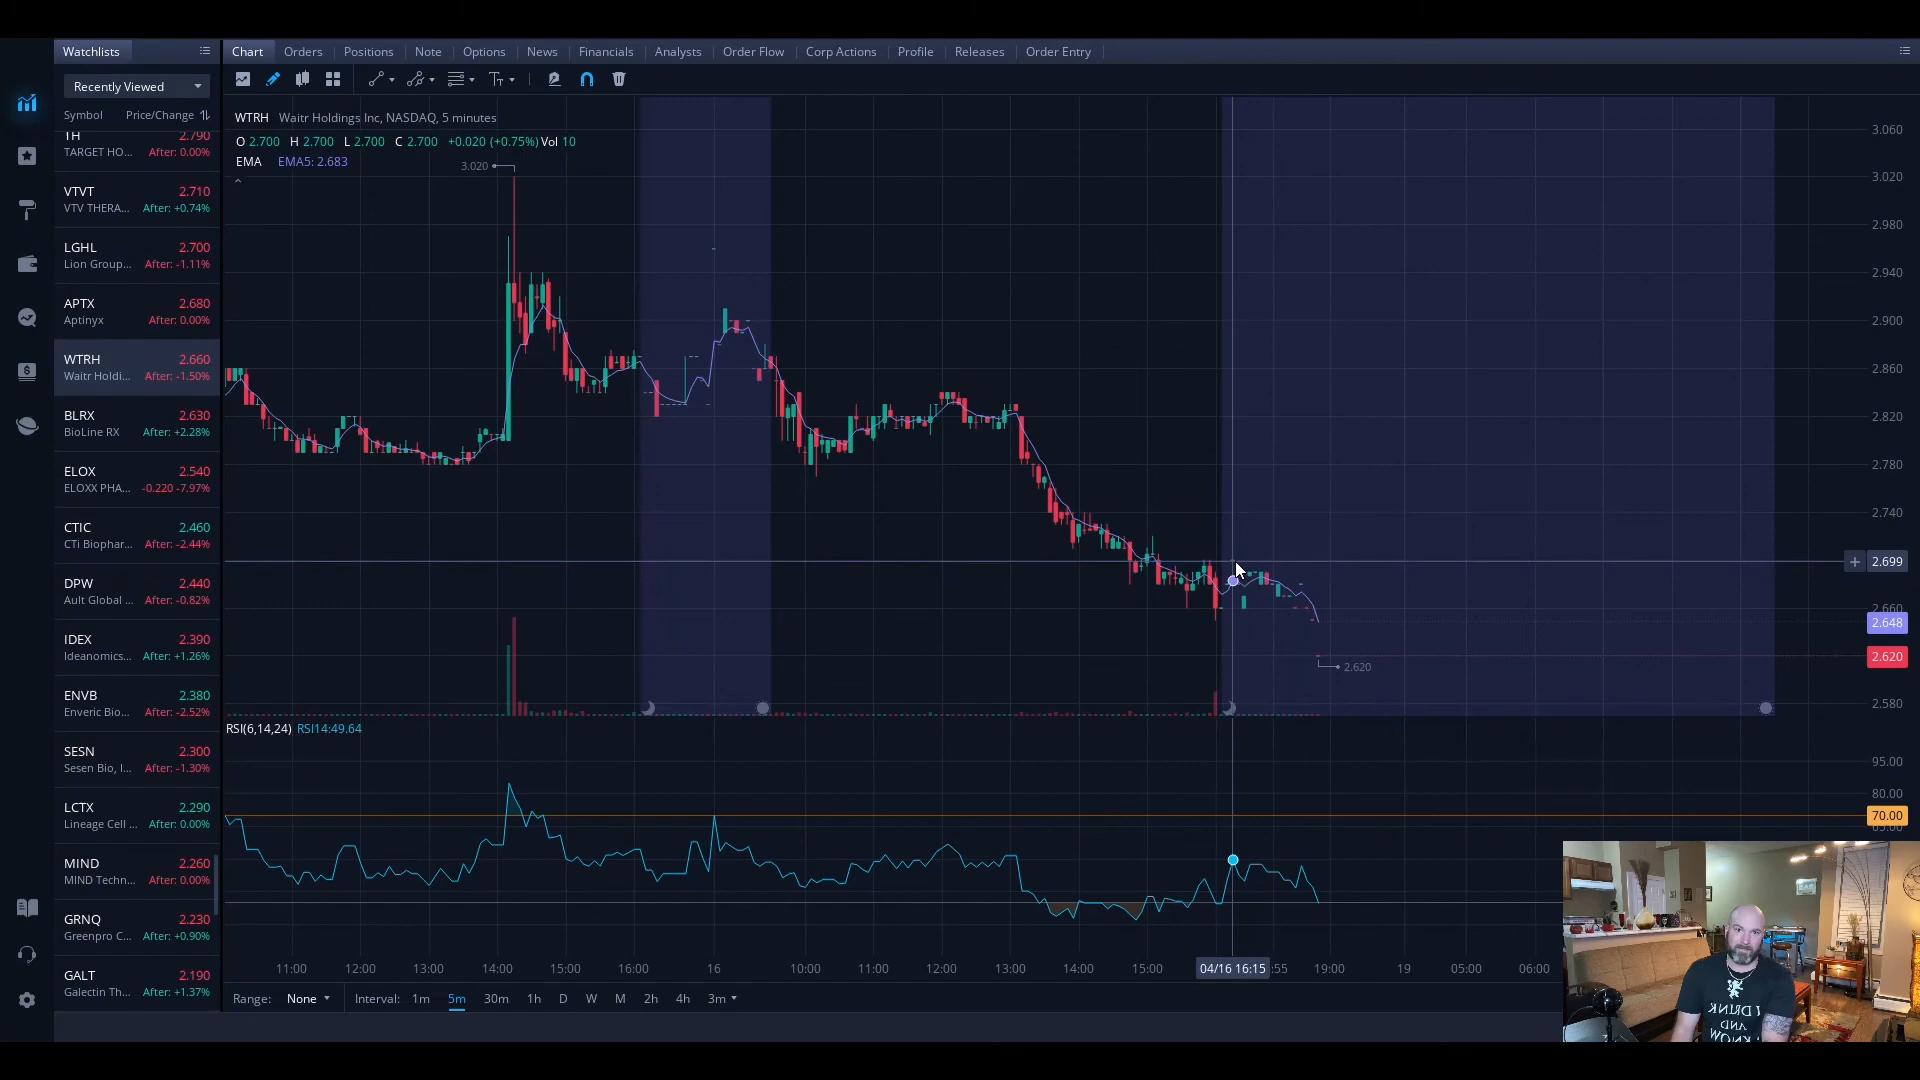 Watchlists
Chart Orders Positions Note Options News Financials Analysts Order Flow Corp Actions Profile Releases Order Entry
Recently Viewed
Symbol Price/Change
TH 2.790
TARGET HO... After: 0.00%
VTVT 2.710
VTV THERA... After: +0.74%
LGHL 2.700
Lion Group... After: -1.11%
APTX 2.680
Aptinyx After: 0.00%
WTRH 2.660
Waitr Holdi... After: -1.50%
BLRX 2.630
BioLine RX After: +2.28%
ELOX 2.540
ELOXX PHA... -0.220 -7.97%
CTIC 2.460
CTi Biophar... After: -2.44%
DPW 2.440
Ault Global ... After: -0.82%
IDEX 2.390
Ideanomics... After: +1.26%
ENVB 2.380
Enveric Bio... After: -2.52%
SESN 2.300
Sesen Bio, I... After: -1.30%
LCTX 2.290
Lineage Cell ... After: 0.00%
MIND 2.260
MIND Techn... After: 0.00%
GRNQ 2.230
Greenpro C... After: +0.90%
GALT 2.190
Galectin Th... After: +1.37%
WTRH Waitr Holdings Inc, NASDAQ, 5 minutes
O 2.700 H 2.700 L 2.700 C 2.700 +0.020 (+0.75%) Vol 10
EMA EMA5: 2.683
3.020
2.620
3.060
3.020
2.980
2.940
2.900
2.860
2.820
2.780
2.740
2.699
2.660
2.648
2.620
2.580
RSI(6,14,24) RSI14:49.64
95.00
80.00
70.00
65.00
11:00 12:00 13:00 14:00 15:00 16:00 16 10:00 11:00 12:00 13:00 14:00 15:00 04/16 16:15 :55 19:00 19 05:00 06:00
Range: None Interval: 1m 5m 30m 1h D W M 2h 4h 3m
I DRINK
AND
KNOW